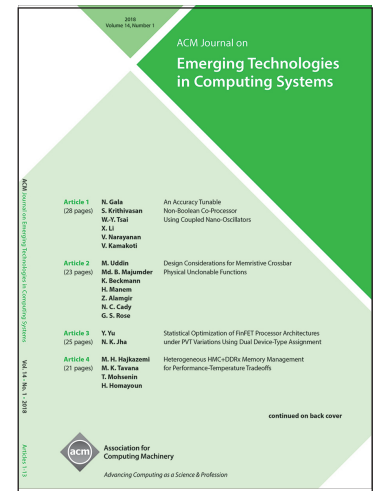 2018
Volume 14, Number 1
ACM Journal on
Emerging Technologies
in Computing Systems
Article 1
(28 pages)
N. Gala
S. Krithivasan
W.-Y. Tsai
X. Li
V. Narayanan
V. Kamakoti
An Accuracy Tunable
Non-Boolean Co-Processor
Using Coupled Nano-Oscillators
Article 2
(23 pages)
M. Uddin
Md. B. Majumder
K. Beckmann
H. Manem
Z. Alamgir
N. C. Cady
G. S. Rose
Design Considerations for Memristive Crossbar
Physical Unclonable Functions
Article 3
(25 pages)
Y. Yu
N. K. Jha
Statistical Optimization of FinFET Processor Architectures
under PVT Variations Using Dual Device-Type Assignment
Article 4
(21 pages)
M. H. Hajkazemi
M. K. Tavana
T. Mohsenin
H. Homayoun
Heterogeneous HMC+DDRx Memory Management
for Performance-Temperature Tradeoffs
continued on back cover
acm
Association for
Computing Machinery
Advancing Computing as a Science & Profession
ACM Journal on Emerging Technologies in Computing Systems
Vol. 14 · No. 1 · 2018
Articles 1-13